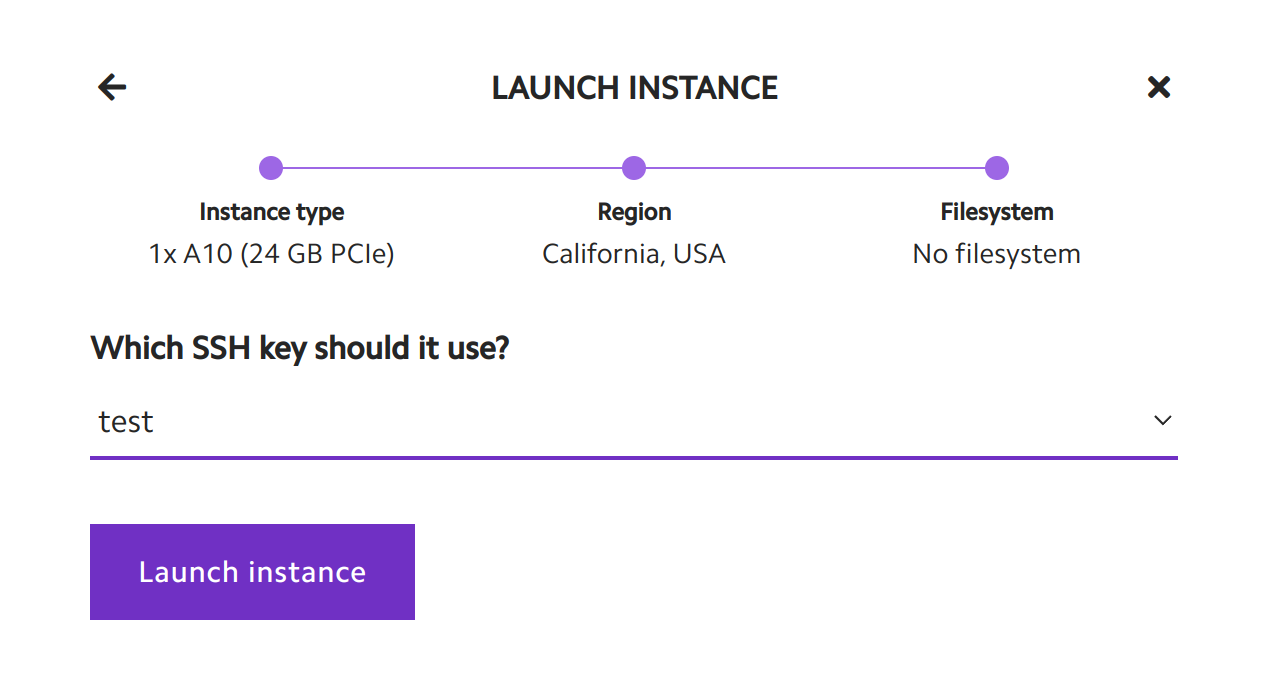 LAUNCH INSTANCE
Instance type
1x A10 (24 GB PCIe)
Region
California, USA
Filesystem
No filesystem
Which SSH key should it use?
test
Launch instance